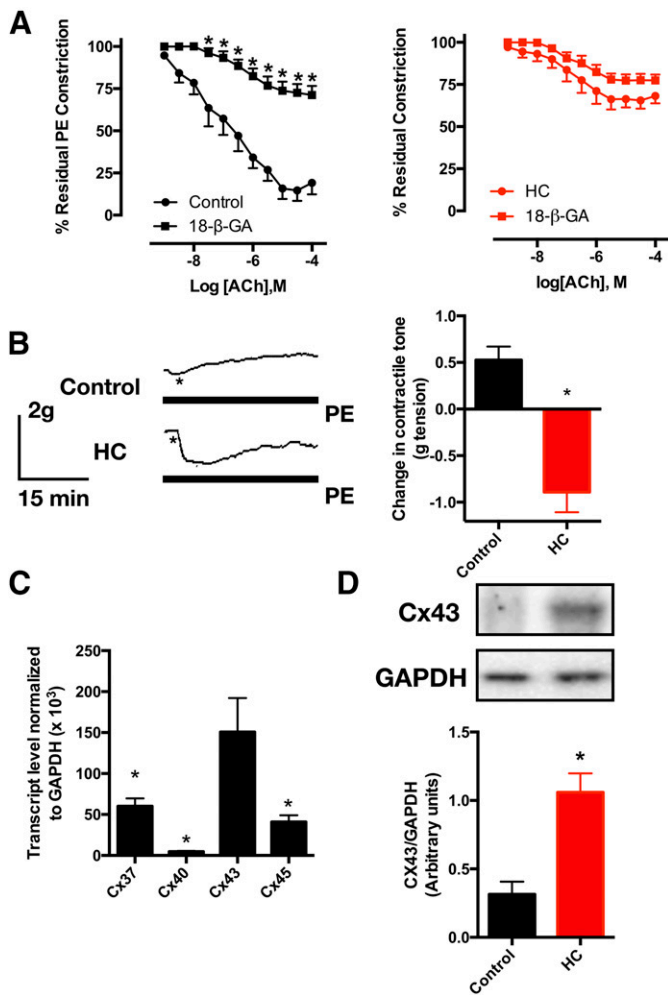 A
% Residual PE Constriction
100
75
50
25
0
Control
18-β-GA
-8
-6
-4
Log [ACh],M
* * * * * * * *
% Residual Constriction
100
75
50
25
0
HC
18-β-GA
-8
-6
-4
log[ACh], M
B
Control
*
PE
2g
HC
*
PE
15 min
Change in contractile tone
(g tension)
1.0
0.5
0.0
-0.5
-1.0
*
Control
HC
C
Transcript level normalized
to GAPDH (x 10³)
250
200
150
100
50
0
*
*
*
Cx37
Cx40
Cx43
Cx45
D
Cx43
GAPDH
CX43/GAPDH
(Arbitrary units)
1.5
1.0
0.5
0.0
*
Control
HC